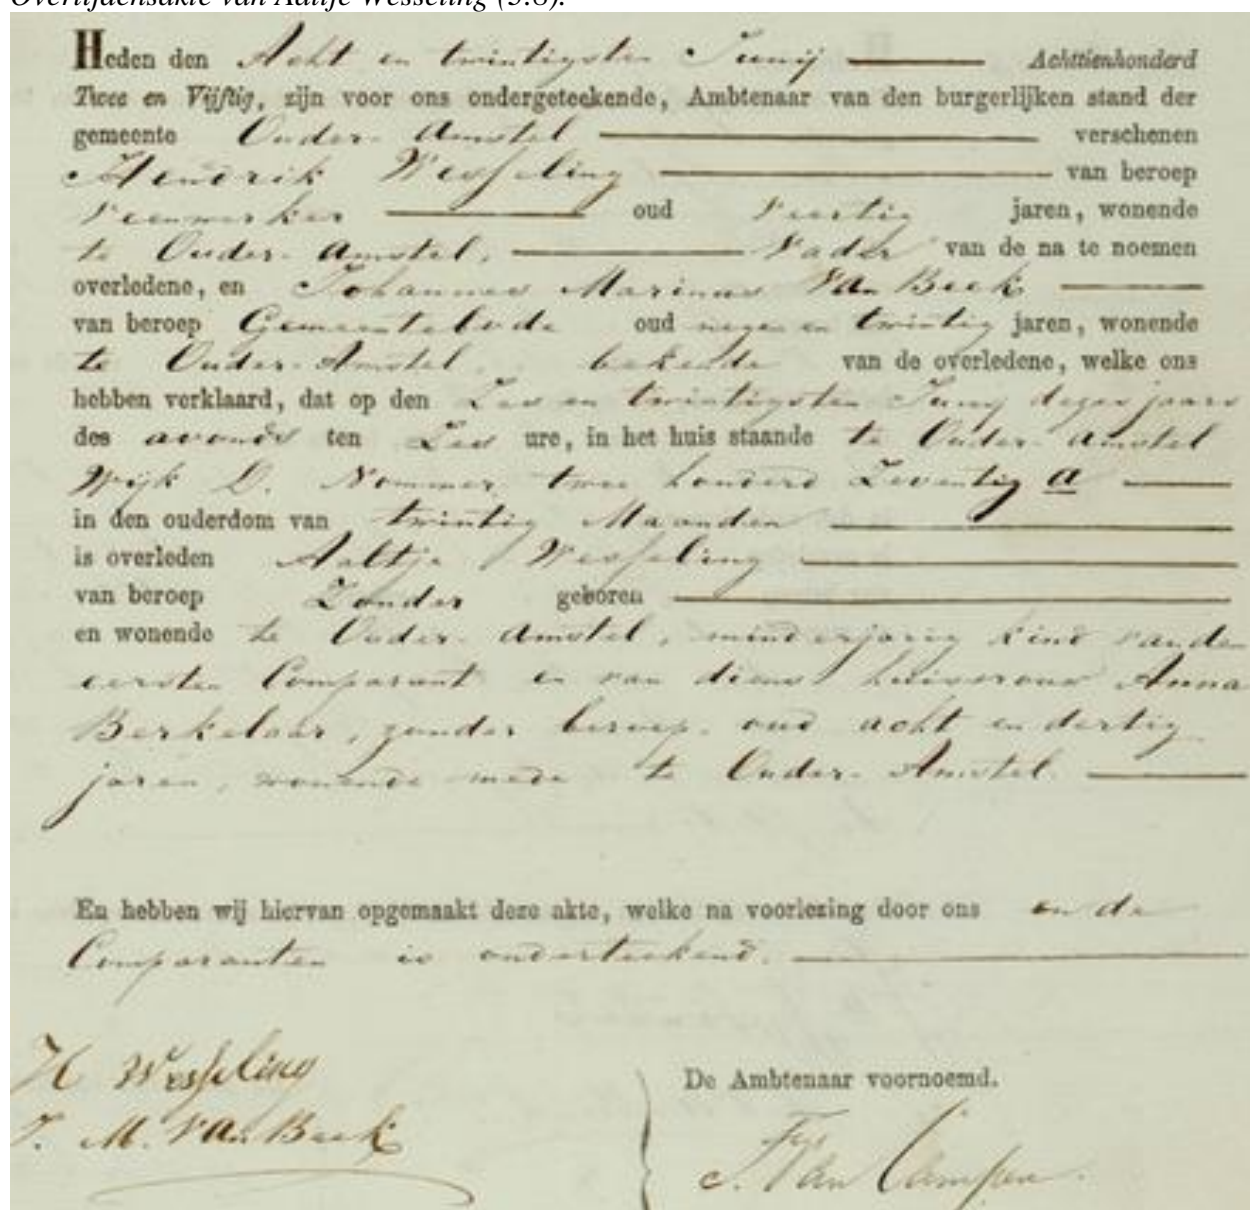 Overlijdensakte van Aaltje Wesseling (5.8).
Heden den Acht en twintigsten Junij Achttienhonderd
Twee en Vijftig, zijn voor ons ondergeteekende, Ambtenaar van den burgerlijken stand der
gemeente Ouder-Amstel verschenen
Hendrik Wesseling van beroep
Veenwerker oud Veertig jaren, wonende
te Ouder-Amstel, Vader van de na te noemen
overledene, en Johannes Marinus Van Beek
van beroep Gemeentebode oud negen en twintig jaren, wonende
te Ouder-Amstel, bekende van de overledene, welke ons
hebben verklaard, dat op den Zes en twintigsten Junij dezes jaars
des avonds ten Zes ure, in het huis staande te Ouder-Amstel
Wijk D. Nommer twee honderd Zeventig a
in den ouderdom van twintig Maanden
is overleden Aaltje Wesseling
van beroep Zonder geboren
en wonende te Ouder-Amstel, minderjarig kind van den
eersten Comparant en van diens huisvrouw Anna
Berkelaar, zonder beroep, oud acht en dertig
jaren, wonende mede te Ouder-Amstel.
En hebben wij hiervan opgemaakt deze akte, welke na voorlezing door ons en de
Comparanten is onderteekend.
H Wesseling
J. M. Van Beek
De Ambtenaar voornoemd.
J. Van Campen